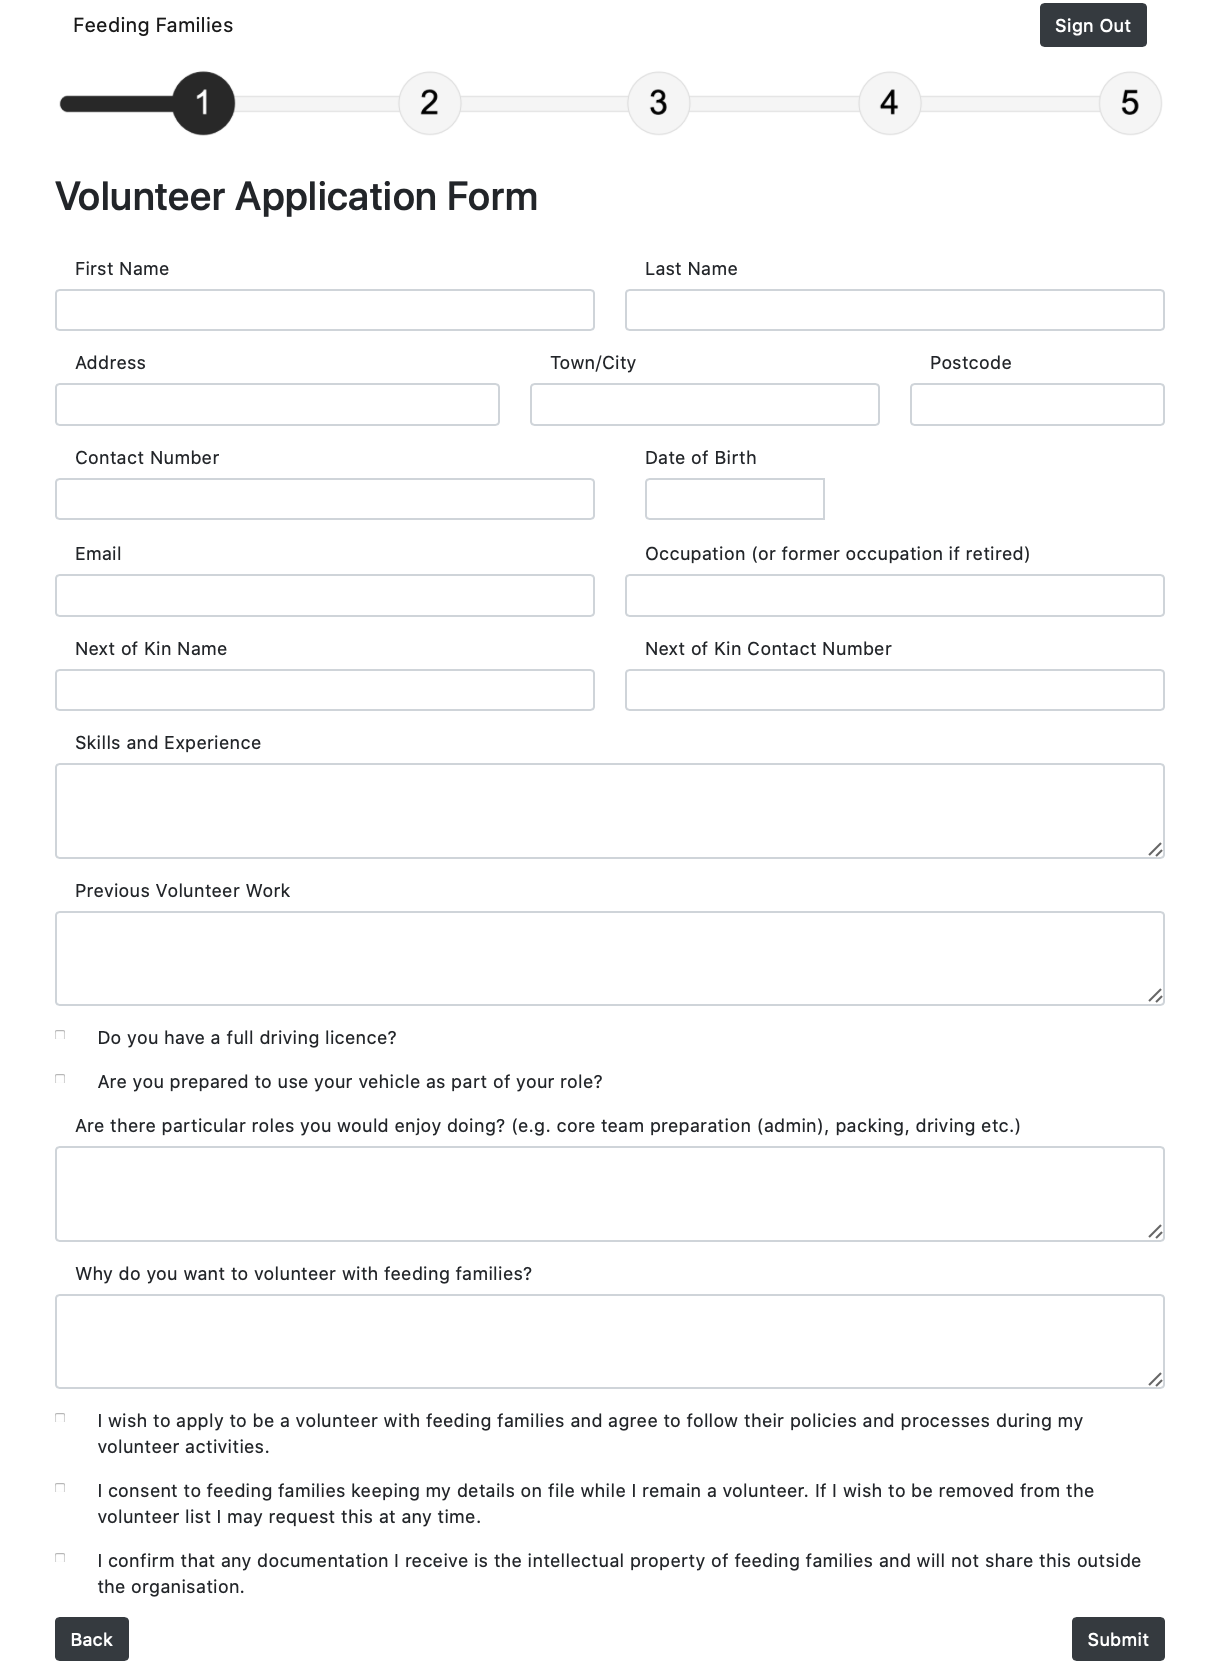 Feeding Families
Sign Out
1 2 3 4 5
Volunteer Application Form
First Name Last Name
Address Town/City Postcode
Contact Number Date of Birth
Email Occupation (or former occupation if retired)
Next of Kin Name Next of Kin Contact Number
Skills and Experience
Previous Volunteer Work
Do you have a full driving licence?
Are you prepared to use your vehicle as part of your role?
Are there particular roles you would enjoy doing? (e.g. core team preparation (admin), packing, driving etc.)
Why do you want to volunteer with feeding families?
I wish to apply to be a volunteer with feeding families and agree to follow their policies and processes during my
volunteer activities.
I consent to feeding families keeping my details on file while I remain a volunteer. If I wish to be removed from the
volunteer list I may request this at any time.
I confirm that any documentation I receive is the intellectual property of feeding families and will not share this outside
the organisation.
Back Submit